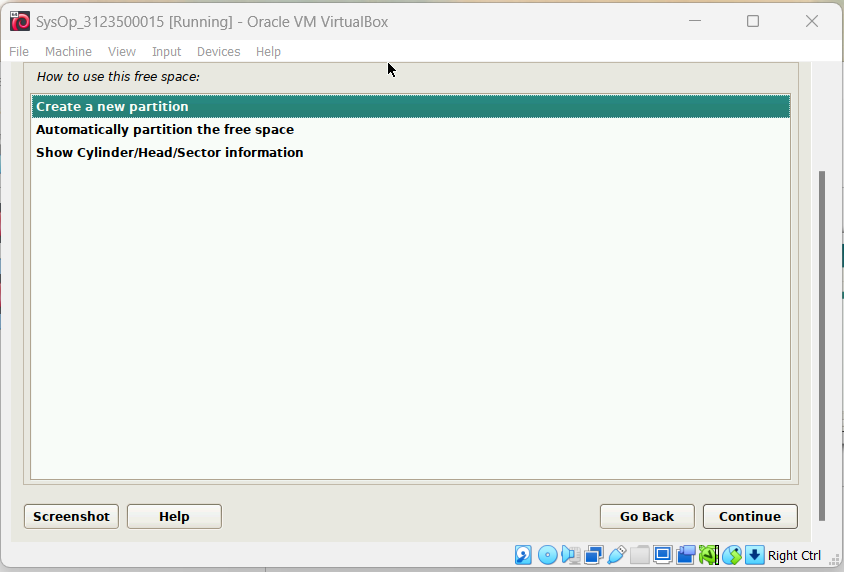 SysOp_3123500015 [Running] - Oracle VM VirtualBox
File Machine View Input Devices Help
How to use this free space:
Create a new partition
Automatically partition the free space
Show Cylinder/Head/Sector information
Screenshot Help Go Back Continue
Right Ctrl